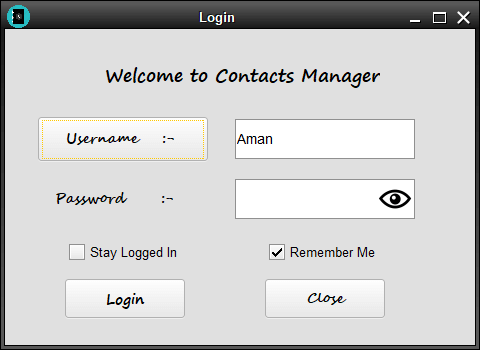 Login
Welcome to Contacts Manager
Username :¬ Aman
Password :¬
Stay Logged In Remember Me
Login Close